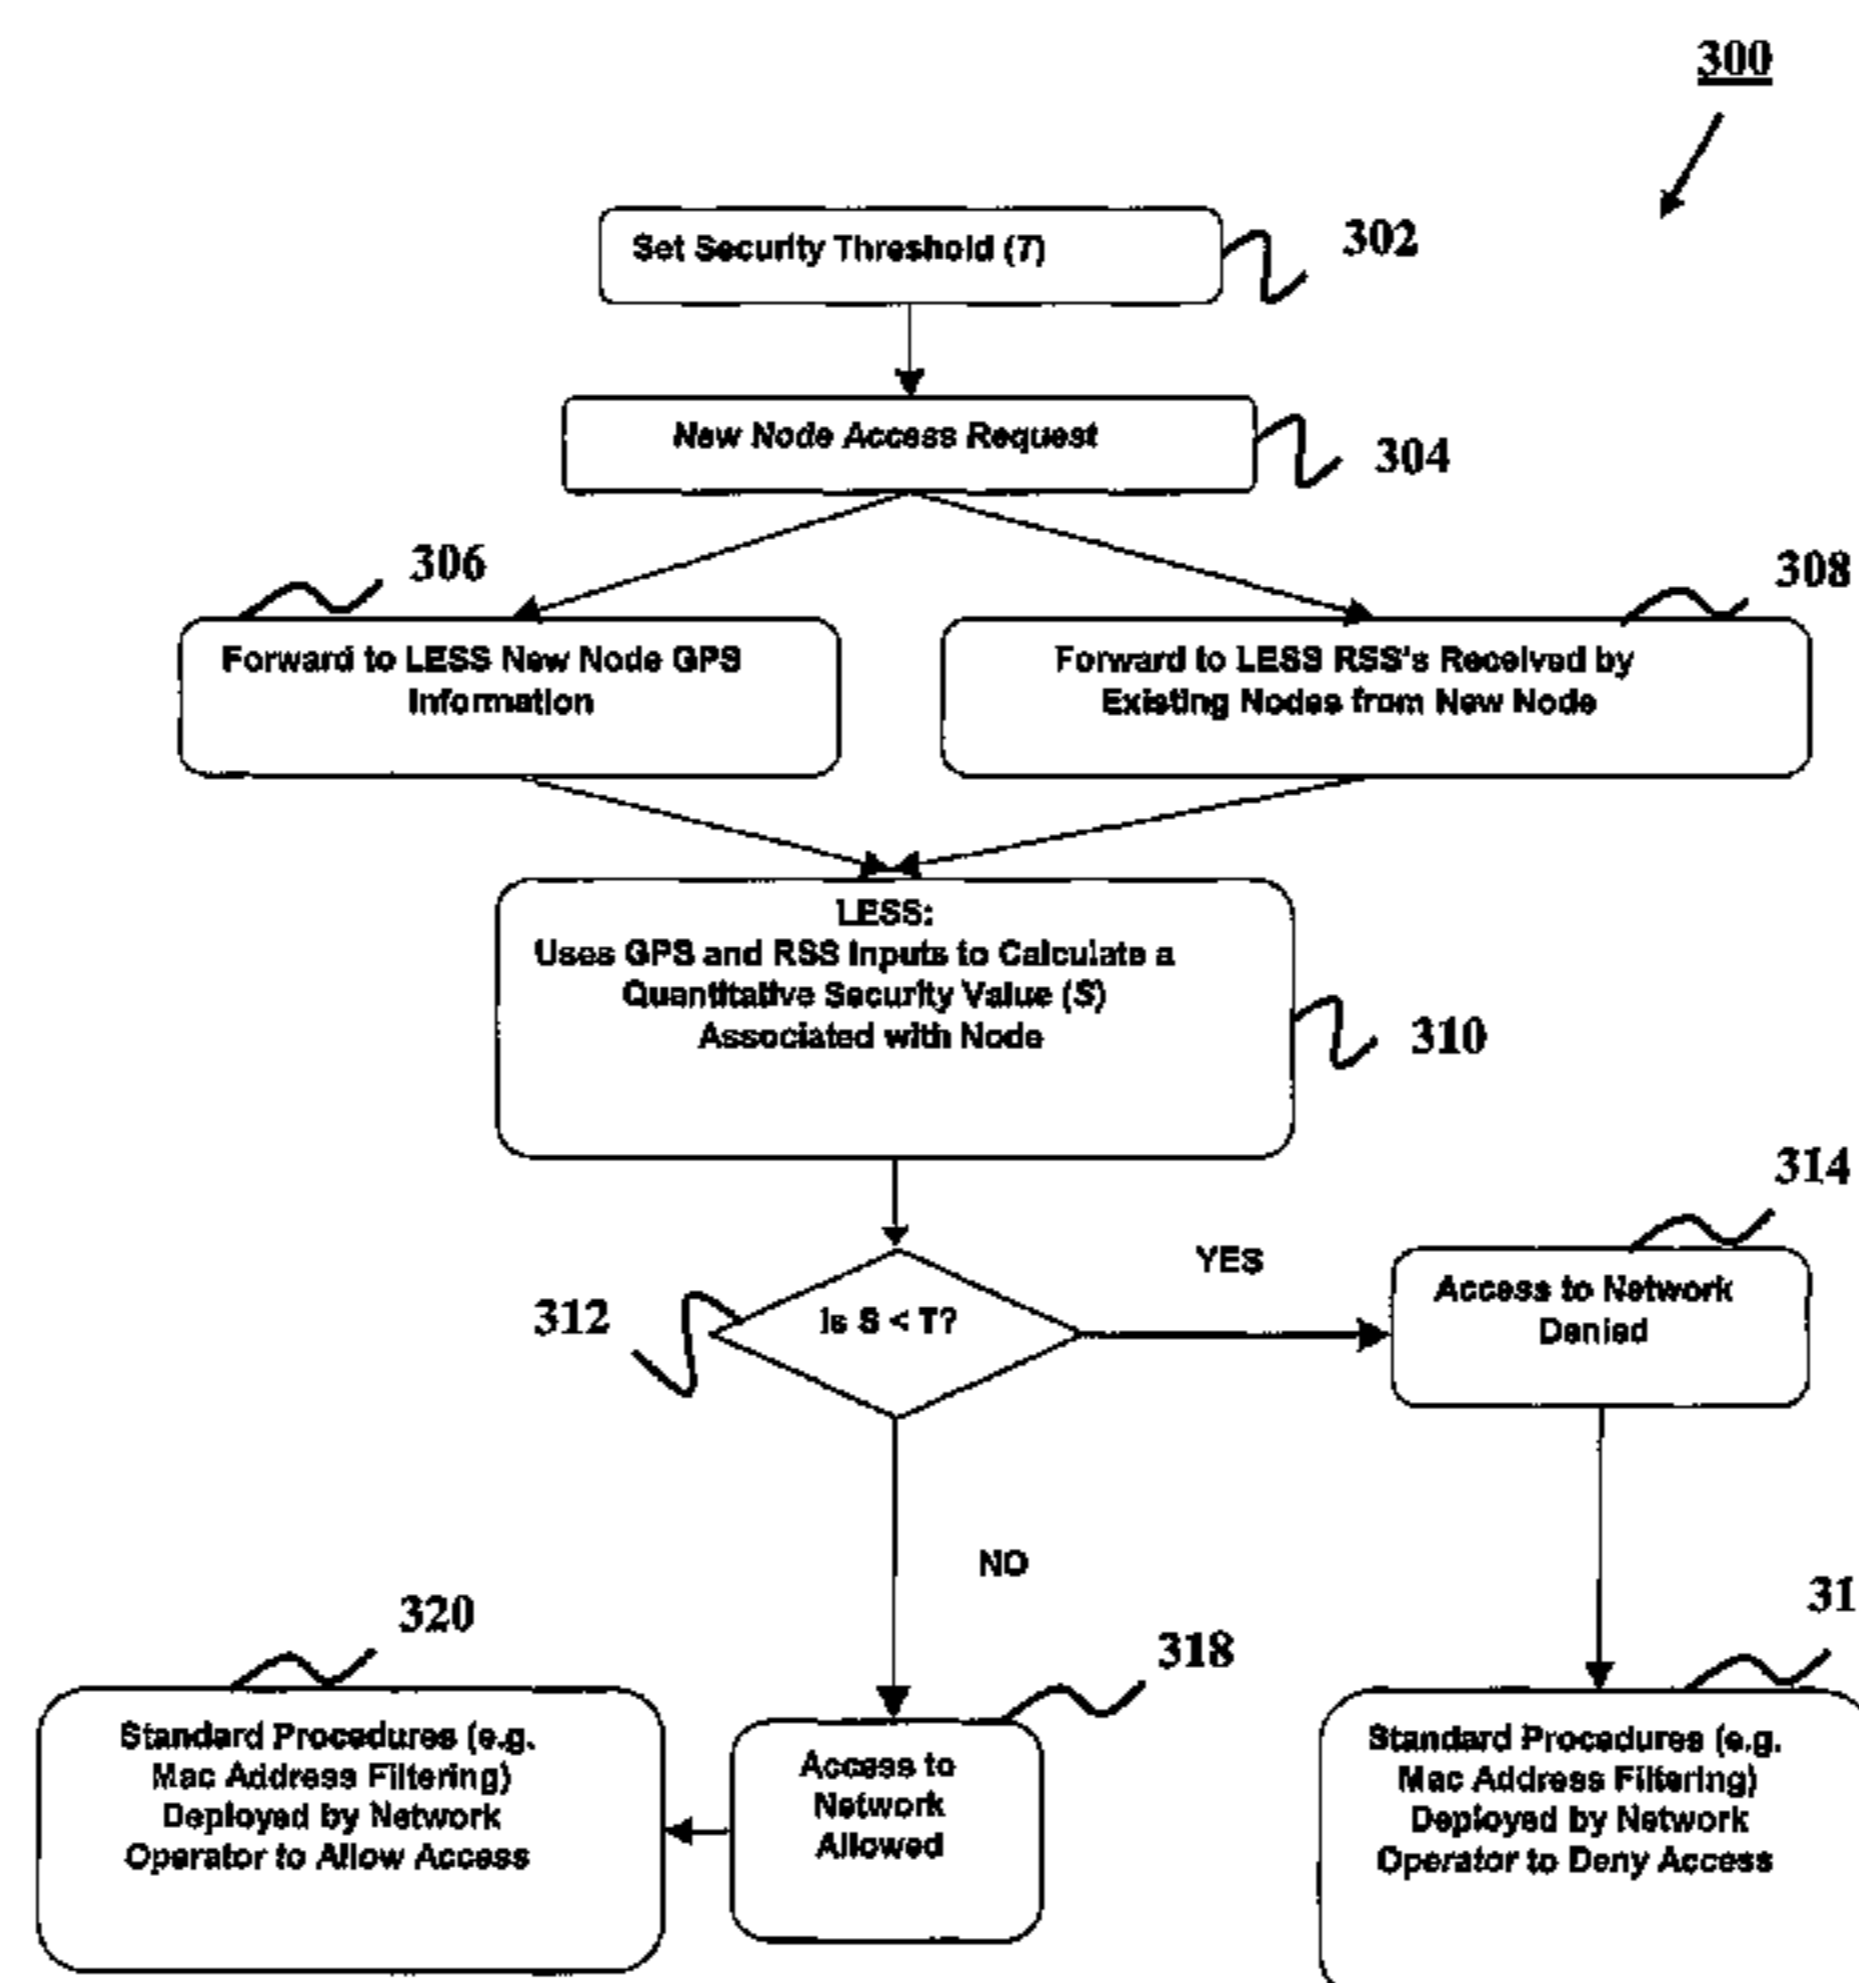 300
Set Security Threshold (T)
302
New Node Access Request
304
306
308
Forward to LESS New Node GPS
Information
Forward to LESS RSS's Received by
Existing Nodes from New Node
LESS:
Uses GPS and RSS Inputs to Calculate a
Quantitative Security Value (S)
Associated with Node
310
314
YES
Access to Network
Denied
312
Is S < T?
NO
31
320
318
Standard Procedures (e.g.
Mac Address Filtering)
Deployed by Network
Operator to Allow Access
Access to
Network
Allowed
Standard Procedures (e.g.
Mac Address Filtering)
Deployed by Network
Operator to Deny Access